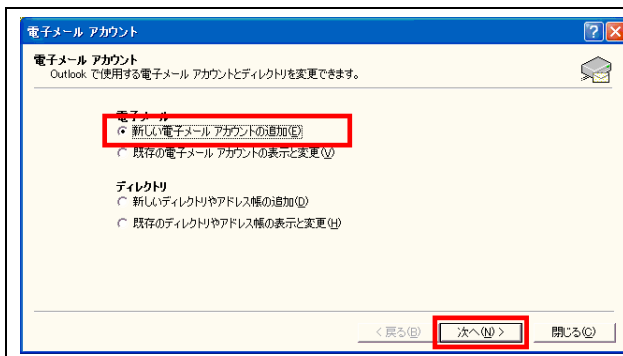 電子メール アカウント
電子メール アカウント
Outlook で使用する電子メール アカウントとディレクトリを変更できます。
電子メール
新しい電子メール アカウントの追加(E)
既存の電子メール アカウントの表示と変更(V)
ディレクトリ
新しいディレクトリやアドレス帳の追加(D)
既存のディレクトリやアドレス帳の表示と変更(H)
< 戻る(B) 次へ(N) > 閉じる(C)